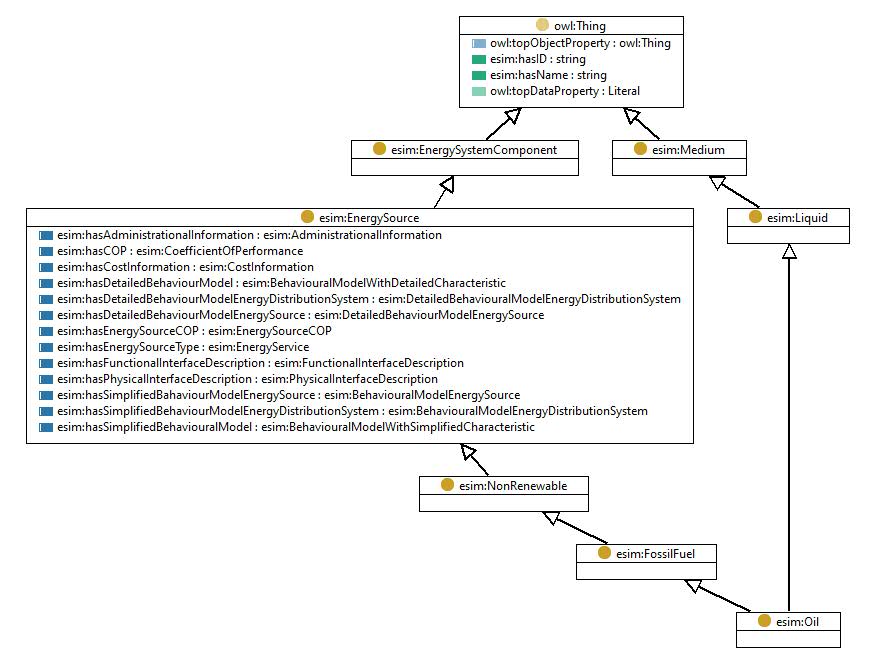 owl:Thing
owl:topObjectProperty : owl:Thing
esim:hasID : string
esim:hasName : string
owl:topDataProperty : Literal
esim:EnergySystemComponent
esim:Medium
esim:EnergySource
esim:Liquid
esim:hasAdministrationalInformation : esim:AdministrationalInformation
esim:hasCOP : esim:CoefficientOfPerformance
esim:hasCostInformation : esim:CostInformation
esim:hasDetailedBehaviourModel : esim:BehaviouralModelWithDetailedCharacteristic
esim:hasDetailedBehaviourModelEnergyDistributionSystem : esim:DetailedBehaviouralModelEnergyDistributionSystem
esim:hasDetailedBehaviourModelEnergySource : esim:DetailedBehaviourModelEnergySource
esim:hasEnergySourceCOP : esim:EnergySourceCOP
esim:hasEnergySourceType : esim:EnergyService
esim:hasFunctionalInterfaceDescription : esim:FunctionalInterfaceDescription
esim:hasPhysicalInterfaceDescription : esim:PhysicalInterfaceDescription
esim:hasSimplifiedBahaviourModelEnergySource : esim:BehaviouralModelEnergySource
esim:hasSimplifiedBehaviourModelEnergyDistributionSystem : esim:BehaviouralModelEnergyDistributionSystem
esim:hasSimplifiedBehaviouralModel : esim:BehaviouralModelWithSimplifiedCharacteristic
esim:NonRenewable
esim:FossilFuel
esim:Oil